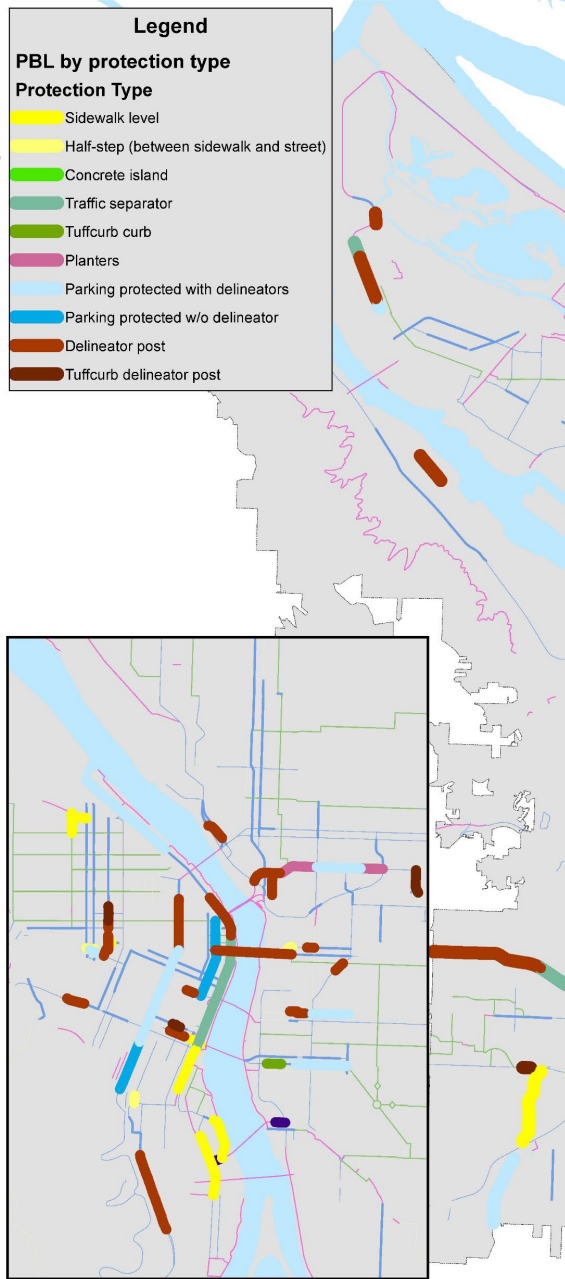 Legend
PBL by protection type
Protection Type
Sidewalk level
Half-step (between sidewalk and street)
Concrete island
Traffic separator
Tuffcurb curb
Planters
Parking protected with delineators
Parking protected w/o delineator
Delineator post
Tuffcurb delineator post